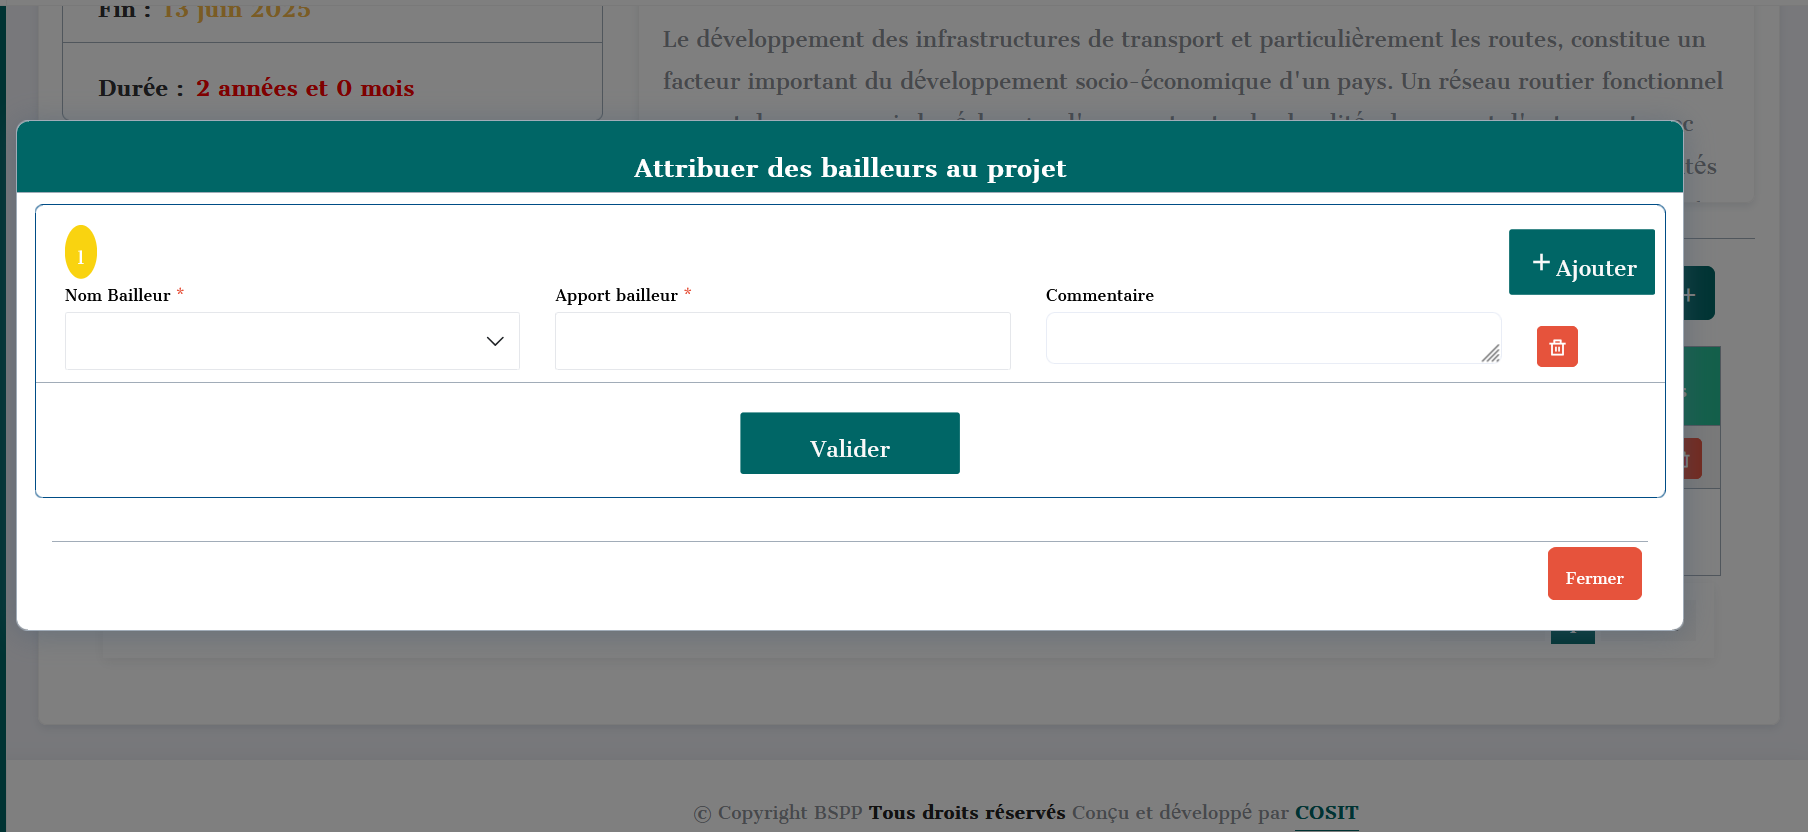 Fin : 13 juin 2025
Durée : 2 années et 0 mois
Le développement des infrastructures de transport et particulièrement les routes, constitue un
facteur important du développement socio-économique d'un pays. Un réseau routier fonctionnel
tés
Attribuer des bailleurs au projet
1
+ Ajouter
Nom Bailleur *
Apport bailleur *
Commentaire
Valider
Fermer
© Copyright BSPP Tous droits réservés Conçu et développé par COSIT